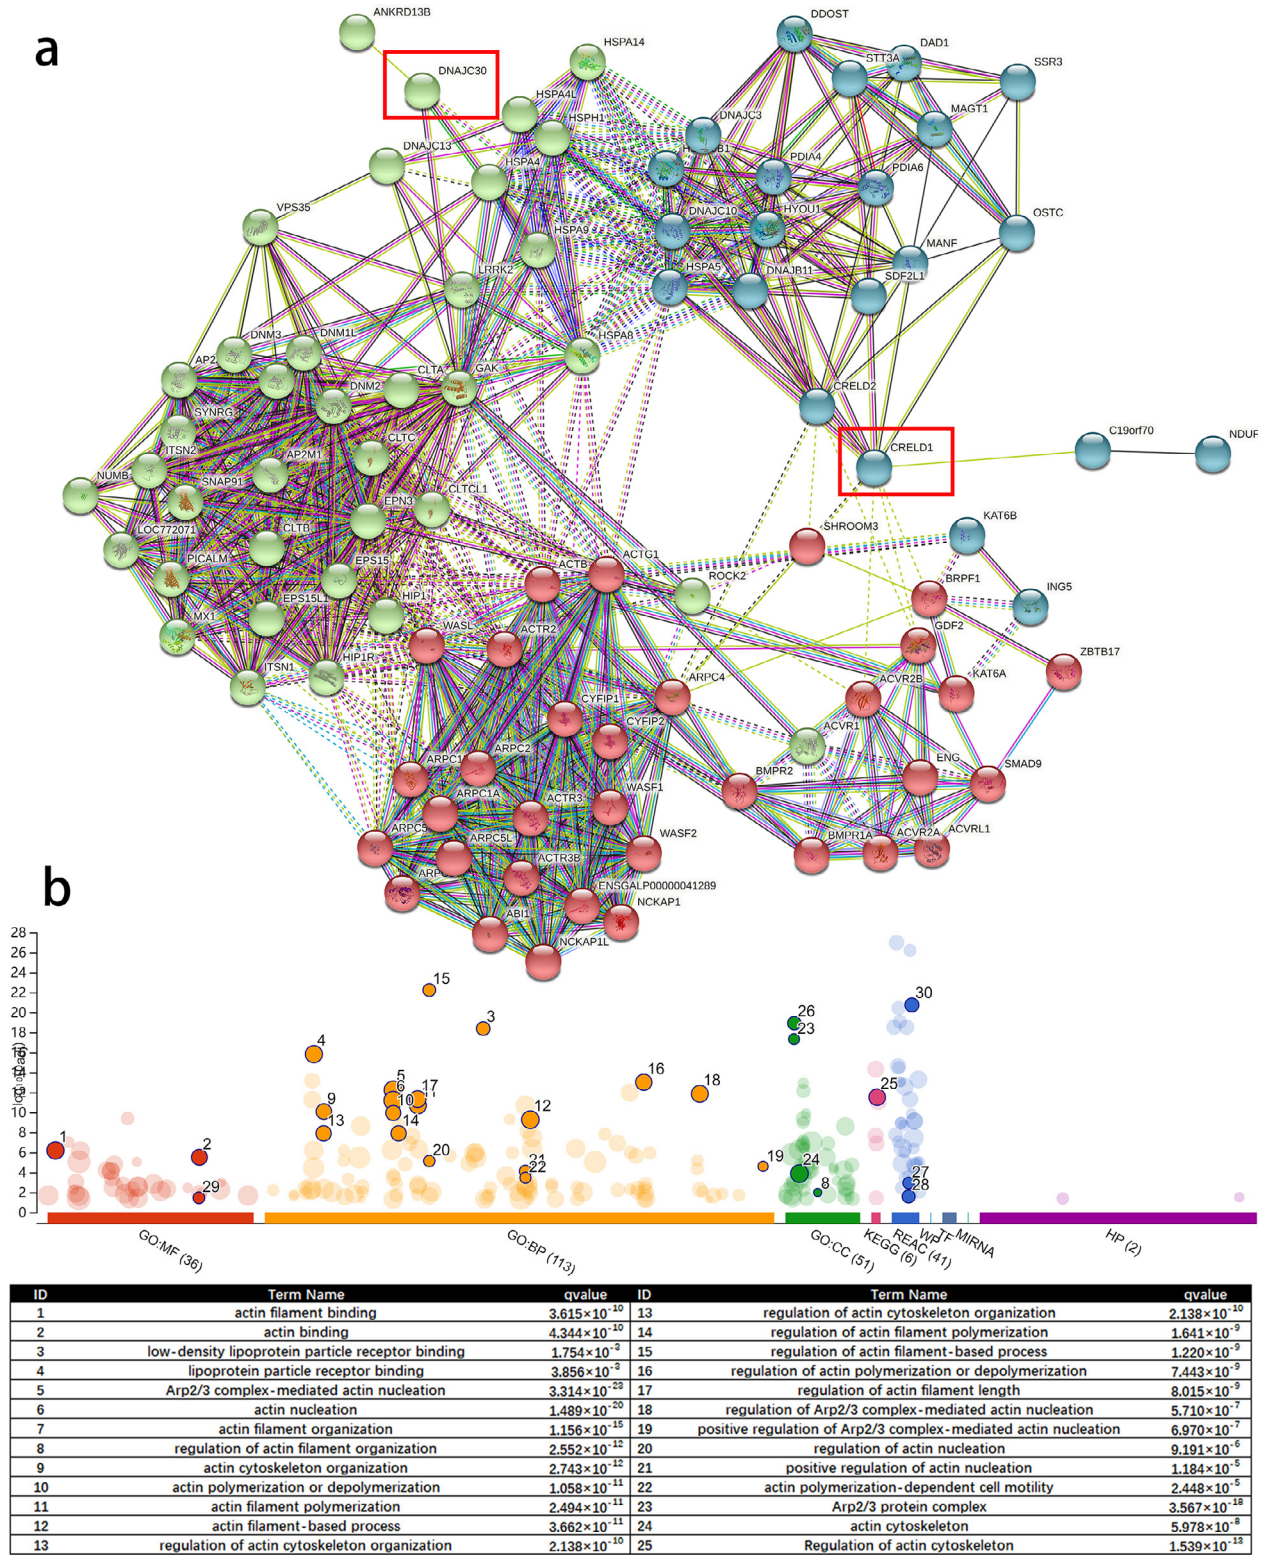 a
ANKRD13B
DNAJC30
HSPA14
DDOST
DAD1
STT3A
SSR3
HSPA4L
HSPH1
DNAJC3
MAGT1
DNAJC13
HSPA4
PDIA4
PDIA6
VPS35
HSPA9
DNAJC10
HYOU1
OSTC
MANF
LRRK2
HSPA5
DNAJB11
SDF2L1
DNM3
DNM1L
HSPA8
CLTA
GAK
DNM2
CRELD2
SYNRG
CLTC
CRELD1
C19orf70
ITSN2
AP2M1
NUMB
SNAP91
EPN3
CLTCL1
LOC772071
CLTB
SHROOM3
KAT6B
PICALM
EPS15
ACTB
ACTG1
ROCK2
BRPF1
ING5
EPS15L1
HIP1
MX1
WASL
ACTR2
GDF2
ZBTB17
ITSN1
HIP1R
ARPC4
ACVR2B
KAT6A
CYFIP1
CYFIP2
ACVR1
ARPC2
BMPR2
ENG
SMAD9
ARPC1A
ACTR3
WASF1
ARPC5
ARPC5L
WASF2
BMPR1A
ACVR2A
ACVRL1
ACTR3B
ENSGALP00000041289
NCKAP1
ABI1
NCKAP1L
b
28
26
24
22
20
18
16
14
12
10
8
6
4
2
0
15
3
4
5
6
10
17
9
13
14
20
12
21
22
16
18
19
1
2
29
26
23
24
8
25
30
27
28
GO:MF (36)
GO:BP (113)
GO:CC (51)
KEGG (6)
REAC (41)
WP
TF
MIRNA
HP (2)
ID Term Name qvalue ID Term Name qvalue
1 actin filament binding 3.615×10⁻¹⁰ 13 regulation of actin cytoskeleton organization 2.138×10⁻¹⁰
2 actin binding 4.344×10⁻¹⁰ 14 regulation of actin filament polymerization 1.641×10⁻⁹
3 low-density lipoprotein particle receptor binding 1.754×10⁻³ 15 regulation of actin filament-based process 1.220×10⁻⁹
4 lipoprotein particle receptor binding 3.856×10⁻³ 16 regulation of actin polymerization or depolymerization 7.443×10⁻⁹
5 Arp2/3 complex-mediated actin nucleation 3.314×10⁻²³ 17 regulation of actin filament length 8.015×10⁻⁹
6 actin nucleation 1.489×10⁻²⁰ 18 regulation of Arp2/3 complex-mediated actin nucleation 5.710×10⁻⁷
7 actin filament organization 1.156×10⁻¹⁵ 19 positive regulation of Arp2/3 complex-mediated actin nucleation 6.970×10⁻⁷
8 regulation of actin filament organization 2.552×10⁻¹² 20 regulation of actin nucleation 9.191×10⁻⁶
9 actin cytoskeleton organization 2.743×10⁻¹² 21 positive regulation of actin nucleation 1.184×10⁻⁵
10 actin polymerization or depolymerization 1.058×10⁻¹¹ 22 actin polymerization-dependent cell motility 2.448×10⁻⁵
11 actin filament polymerization 2.494×10⁻¹¹ 23 Arp2/3 protein complex 3.567×10⁻¹⁸
12 actin filament-based process 3.662×10⁻¹¹ 24 actin cytoskeleton 5.978×10⁻⁸
13 regulation of actin cytoskeleton organization 2.138×10⁻¹⁰ 25 Regulation of actin cytoskeleton 1.539×10⁻¹³